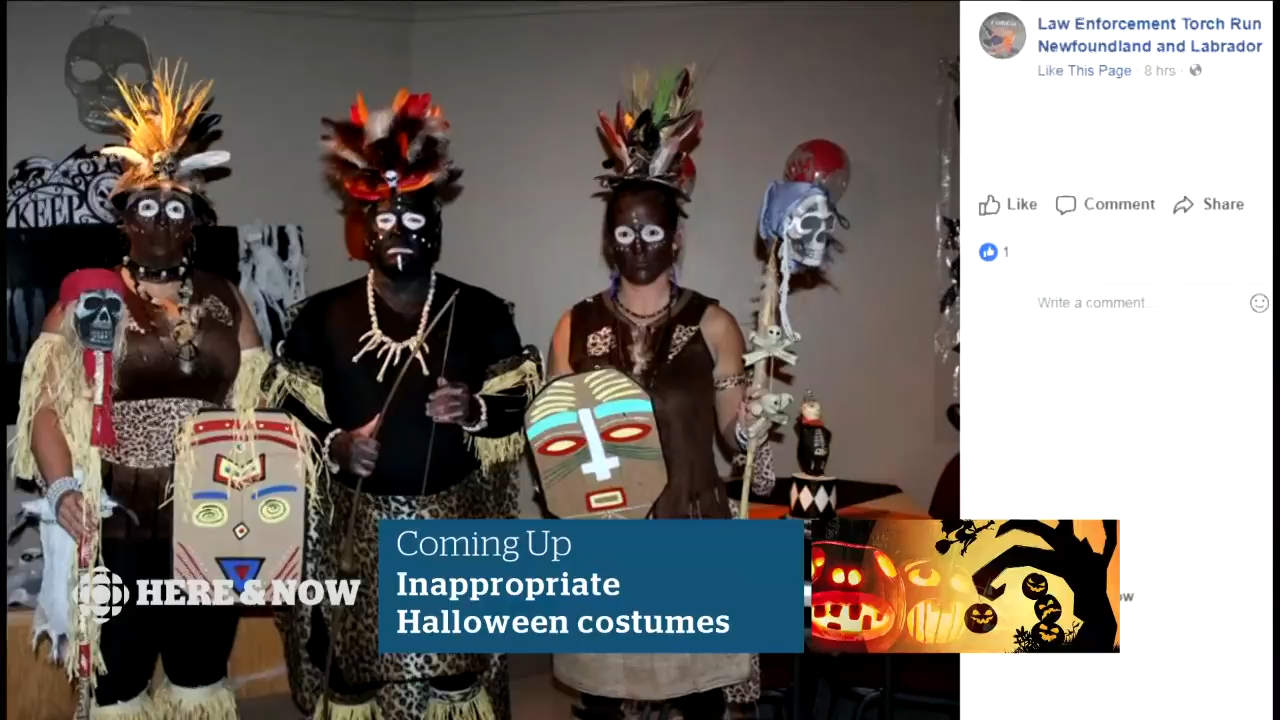 Law Enforcement Torch Run
Newfoundland and Labrador
Like This Page · 8 hrs ·
KEEP
Like Comment Share
1
Write a comment...
Coming Up
Inappropriate
Halloween costumes
HERE & NOW